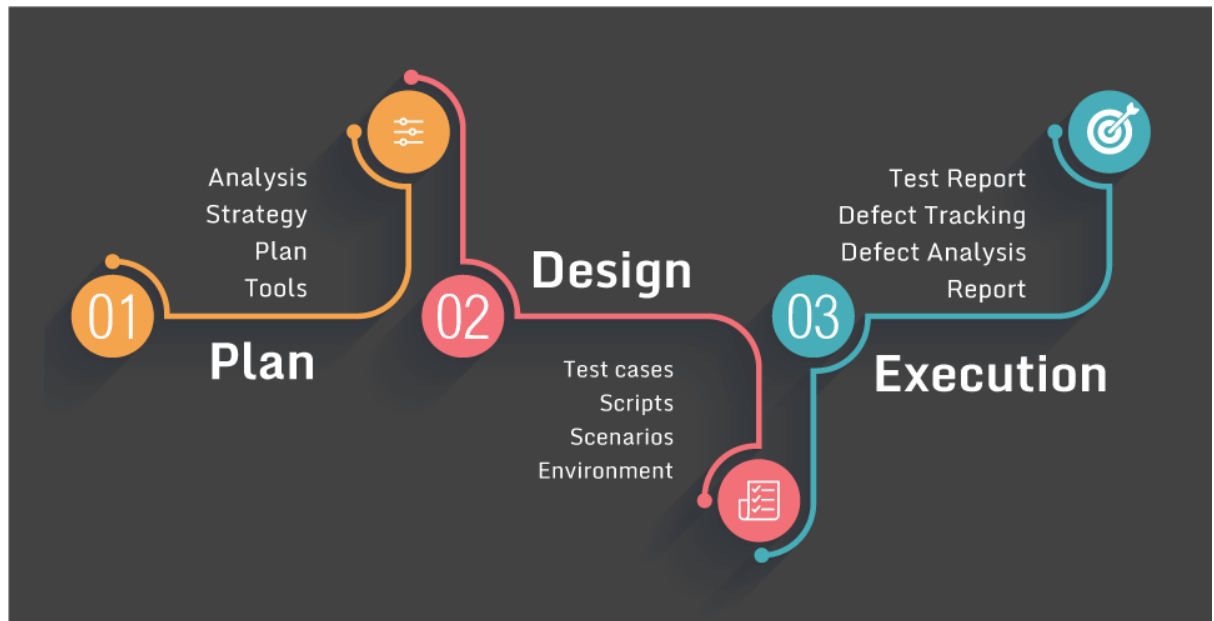 01
Plan
Analysis
Strategy
Plan
Tools
02
Design
Test cases
Scripts
Scenarios
Environment
03
Execution
Test Report
Defect Tracking
Defect Analysis
Report